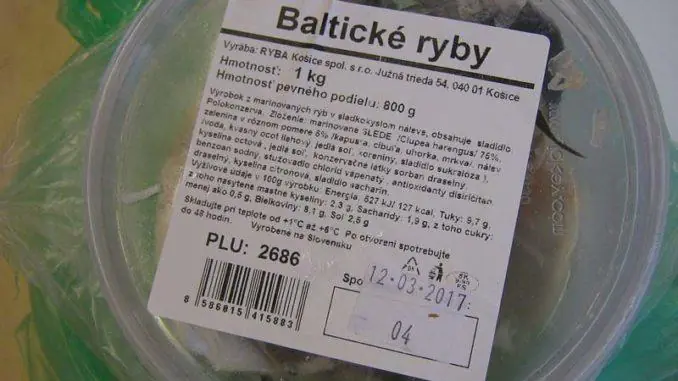 Baltické ryby
Vyrába: RYBA Košice spol. s r.o. Južná trieda 54, 040 01 Košice
Hmotnosť: 1 kg
Hmotnosť pevného podielu: 800 g
Výrobok z marinovaných rýb v sladkokyslom náleve, obsahuje sladidlo
Polokonzerva. Zloženie: marinované SLEDE /Clupea harengus/ 75%,
zelenina v rôznom pomere 8% /kapusta, cibuľa, uhorka, mrkva/, nálev
/voda, kvasný ocot liehový, jedlá soľ, koreniny, sladidlo sukralóza/,
kyselina octová, jedlá soľ, konzervačné látky sorban draselný,
benzoan sodný, stužovadlo chlorid vápenatý, antioxidanty disiričitan
draselný, kyselina citrónová, sladidlo sacharin.
Výživové údaje v 100g výrobku: Energia: 527 kJ/ 127 kcal, Tuky: 9,7 g,
z toho nasýtené mastné kyseliny: 2,3 g, Sacharidy: 1,9 g, z toho cukry:
menej ako 0,5 g, Bielkoviny: 8,1 g, Soľ 2,5 g
Skladujte pri teplote od +1°C až +6°C. Po otvorení spotrebujte
do 48 hodín.
Vyrobené na Slovensku
PLU: 2686
8 586815 415883
Spo
12·03·2017
04
SK